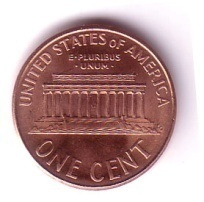 UNITED STATES OF AMERICA
E·PLURIBUS
·UNUM·
ONE CENT